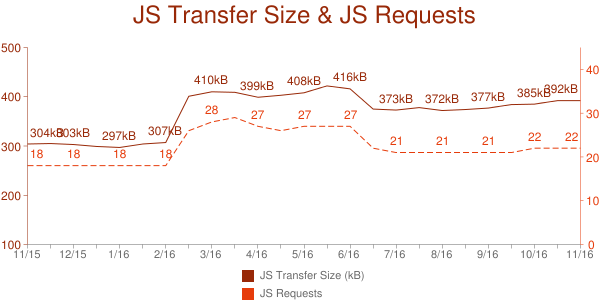 JS Transfer Size & JS Requests
500
400
300
200
100
40
30
20
10
0
304kB
303kB
297kB
307kB
410kB
399kB
408kB
416kB
373kB
372kB
377kB
385kB
392kB
18
18
18
18
28
27
27
27
21
21
21
22
22
11/15
12/15
1/16
2/16
3/16
4/16
5/16
6/16
7/16
8/16
9/16
10/16
11/16
JS Transfer Size (kB)
JS Requests